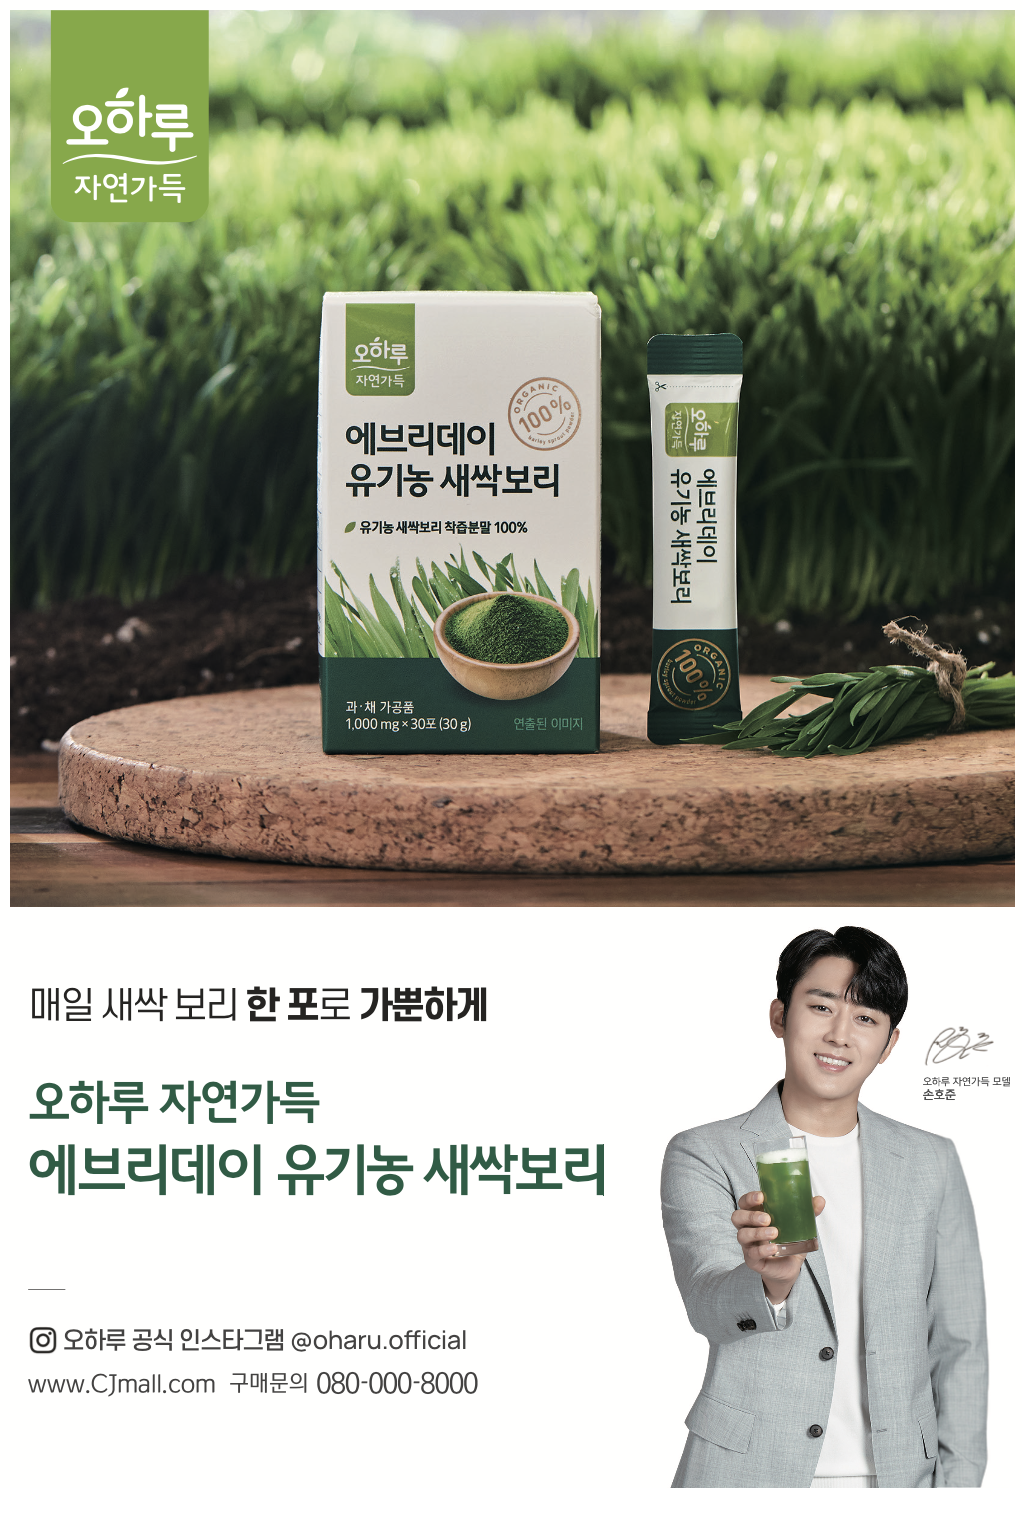 오하루
자연가득
오하루
자연가득
ORGANIC
100%
barley sprout powder
에브리데이
유기농 새싹보리
유기농 새싹보리 착즙분말 100%
과·채 가공품
1,000 mg × 30포 (30 g)
연출된 이미지
오하루
자연가득
에브리데이
유기농 새싹보리
ORGANIC
100%
barley sprout powder
매일 새싹 보리 한 포로 가뿐하게
오하루 자연가득
에브리데이 유기농 새싹보리
오하루 자연가득 모델
손호준
오하루 공식 인스타그램 @oharu.official
www.CJmall.com 구매문의 080-000-8000